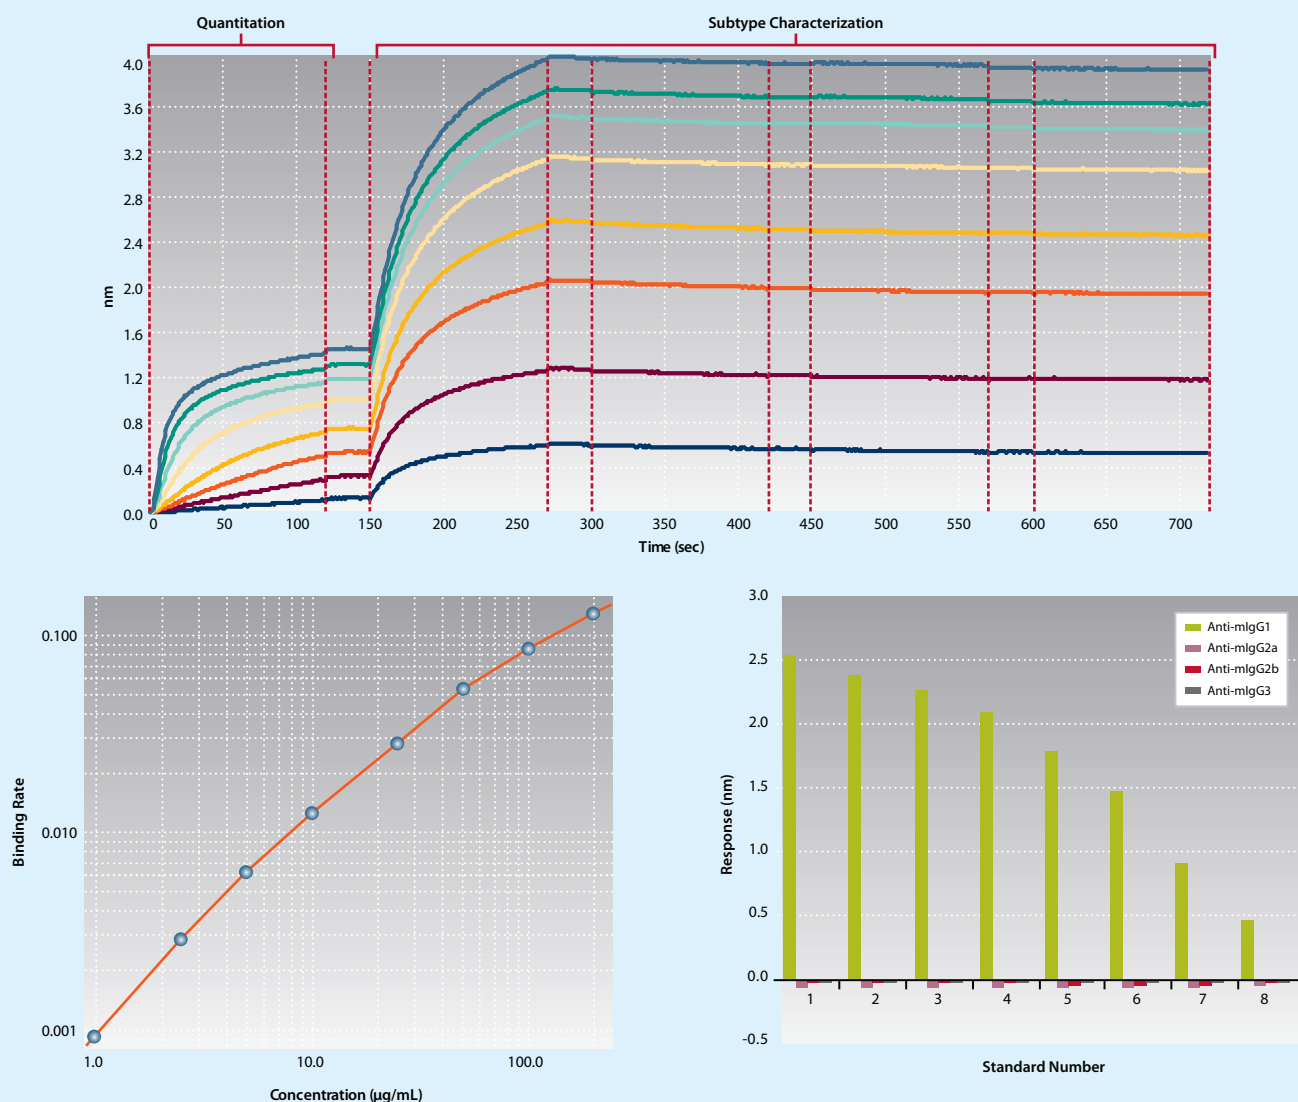 Quantitation
Subtype Characterization
4.0
3.6
3.2
2.8
2.4
2.0
1.6
1.2
0.8
0.4
0.0
nm
0 50 100 150 200 250 300 350 400 450 500 550 600 650 700
Time (sec)
0.100
0.010
0.001
Binding Rate
1.0 10.0 100.0
Concentration (µg/mL)
3.0
2.5
2.0
1.5
1.0
0.5
0.0
-0.5
Response (nm)
Anti-mIgG1
Anti-mIgG2a
Anti-mIgG2b
Anti-mIgG3
1 2 3 4 5 6 7 8
Standard Number